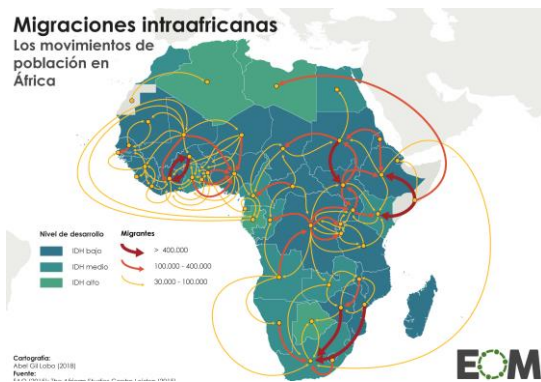 Migraciones intraafricanas
Los movimientos de
población en
África
Nivel de desarrollo
IDH bajo
IDH medio
IDH alto
Migrantes
> 400.000
100.000 - 400.000
30.000 - 100.000
Cartografía:
Abel Gil Lobo (2018)
Fuente:
EOM